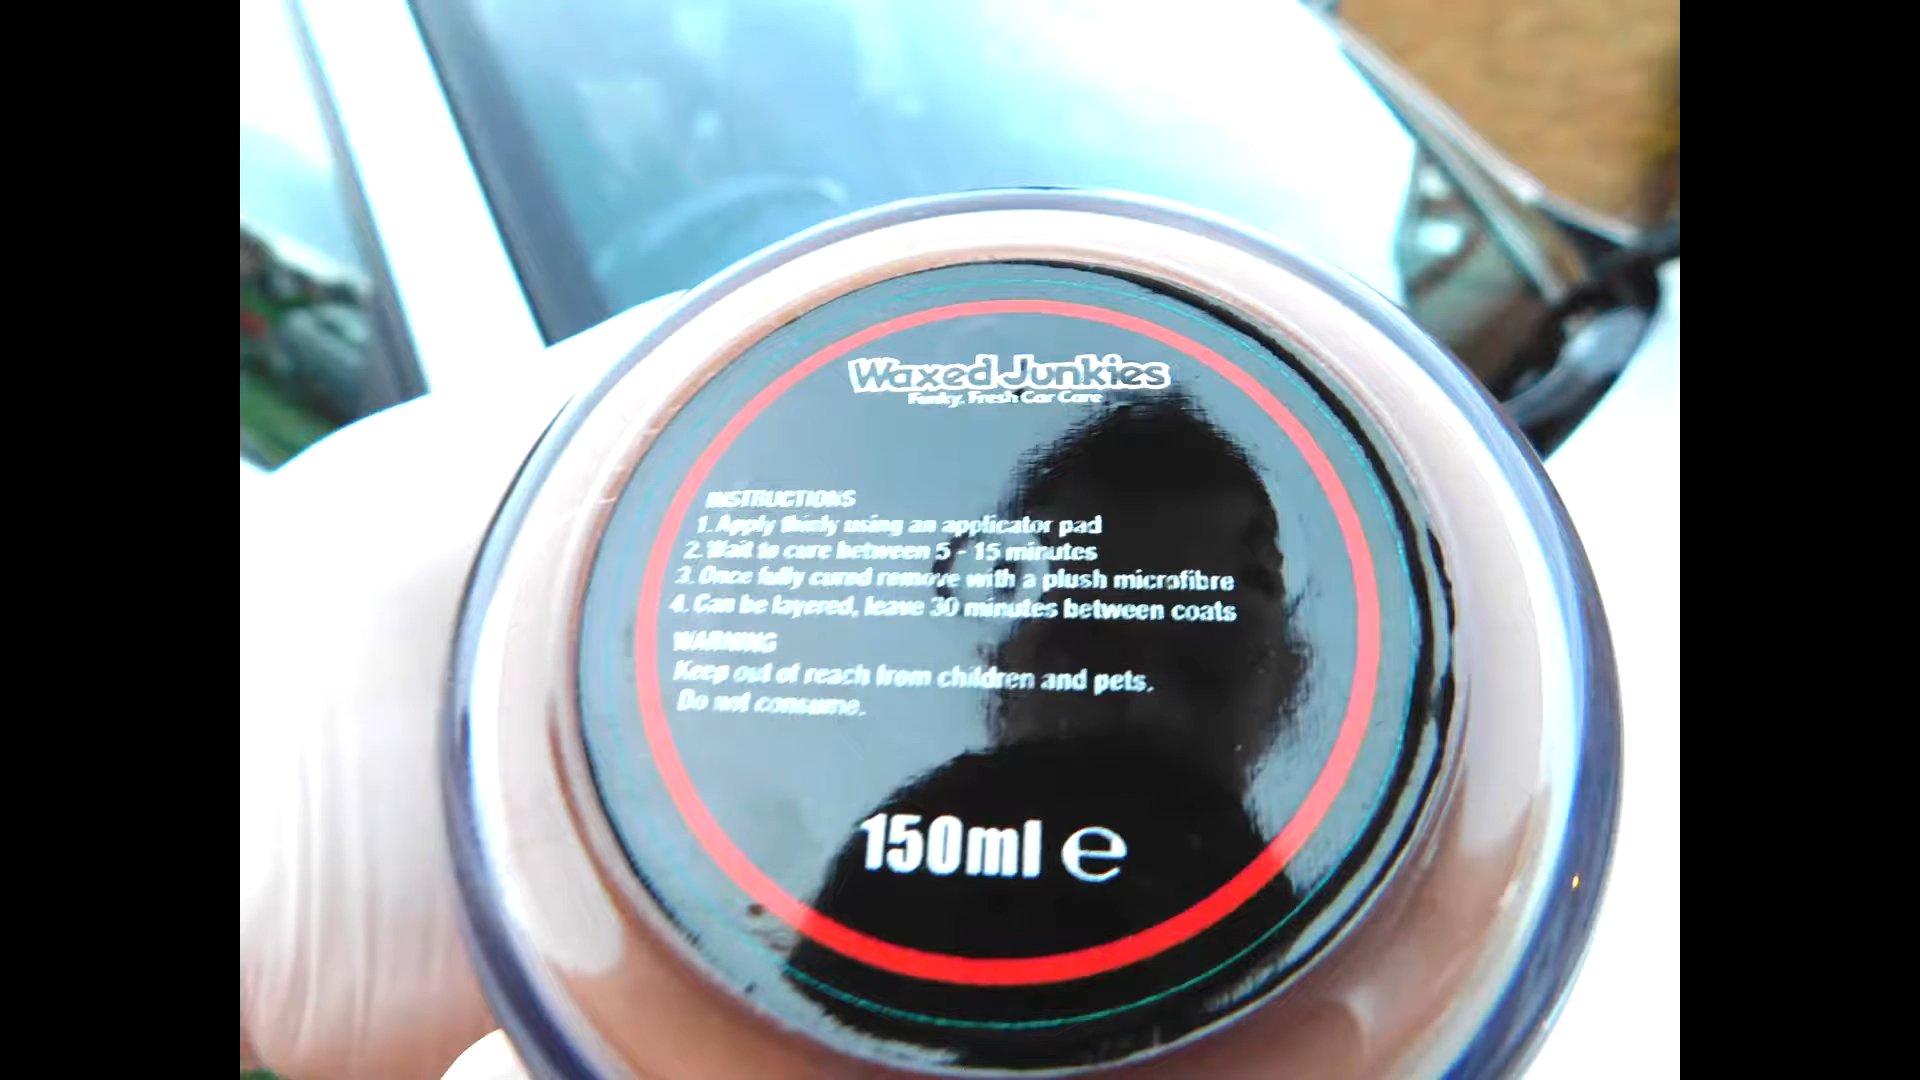 Waxed Junkies
Funky, Fresh Car Care
INSTRUCTIONS
1. Apply thinly using an applicator pad
2. Wait to cure between 5 - 15 minutes
3. Once fully cured remove with a plush microfibre
4. Can be layered, leave 30 minutes between coats
WARNING
Keep out of reach from children and pets.
Do not consume.
150ml e